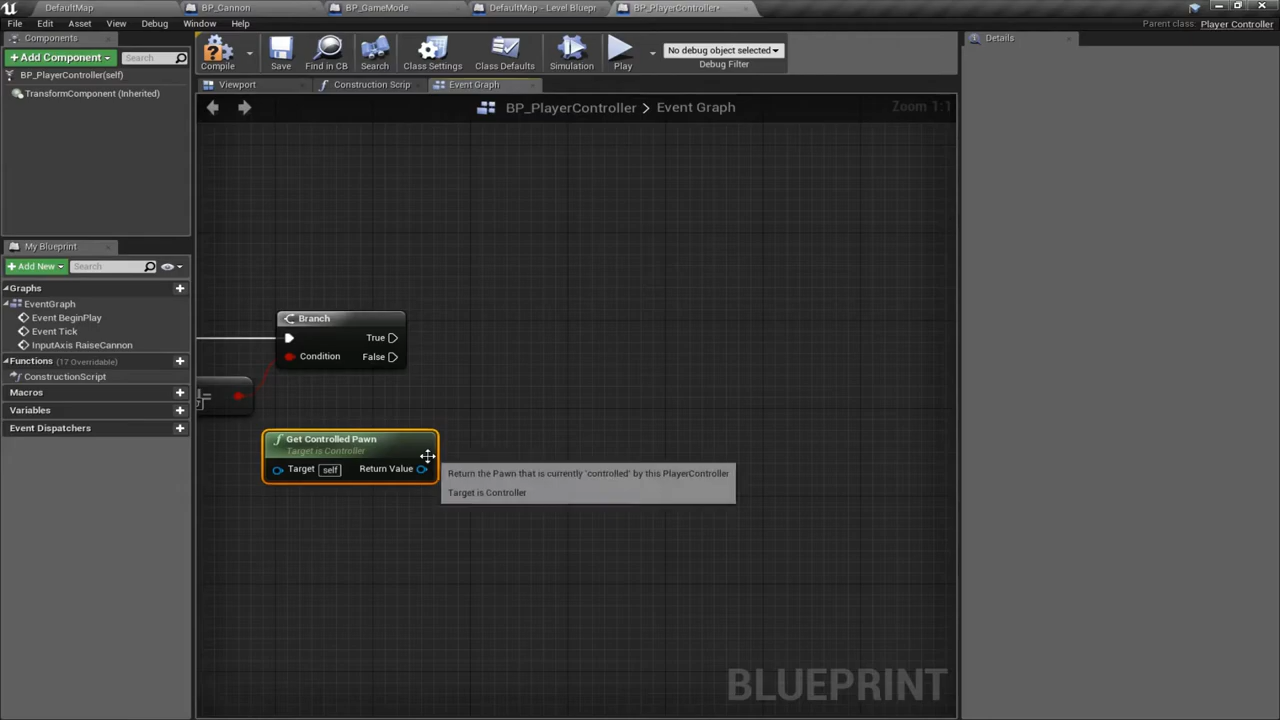 DefaultMap
BP_Cannon
BP_GameMode
DefaultMap - Level Bluepri
BP_PlayerController*
File Edit Asset View Debug Window Help
Parent class: Player Controller
Components
+ Add Component
Search
BP_PlayerController(self)
TransformComponent (Inherited)
Compile
Save
Find in CB
Search
Class Settings
Class Defaults
Simulation
Play
No debug object selected
Debug Filter
Details
Viewport
Construction Scrip
Event Graph
BP_PlayerController > Event Graph
Zoom 1:1
My Blueprint
+ Add New
Search
Graphs
EventGraph
Event BeginPlay
Event Tick
InputAxis RaiseCannon
Functions (17 Overridable)
ConstructionScript
Macros
Variables
Event Dispatchers
Branch
True
Condition
False
!=
Get Controlled Pawn
Target is Controller
Target self Return Value
Return the Pawn that is currently 'controlled' by this PlayerController
Target is Controller
BLUEPRINT